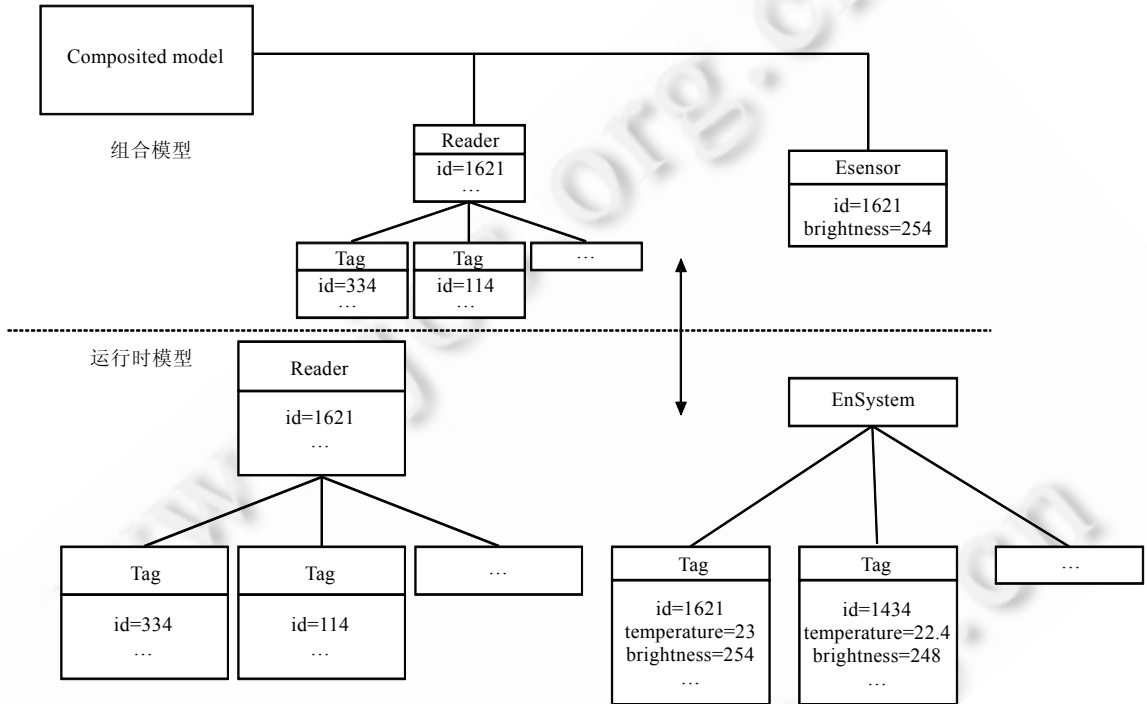 Composited model
组合模型
Reader
id=1621
…
Esensor
id=1621
brightness=254
Tag
id=334
…
Tag
id=114
…
…
运行时模型
Reader
id=1621
…
EnSystem
Tag
id=334
…
Tag
id=114
…
…
Tag
id=1621
temperature=23
brightness=254
…
Tag
id=1434
temperature=22.4
brightness=248
…
…